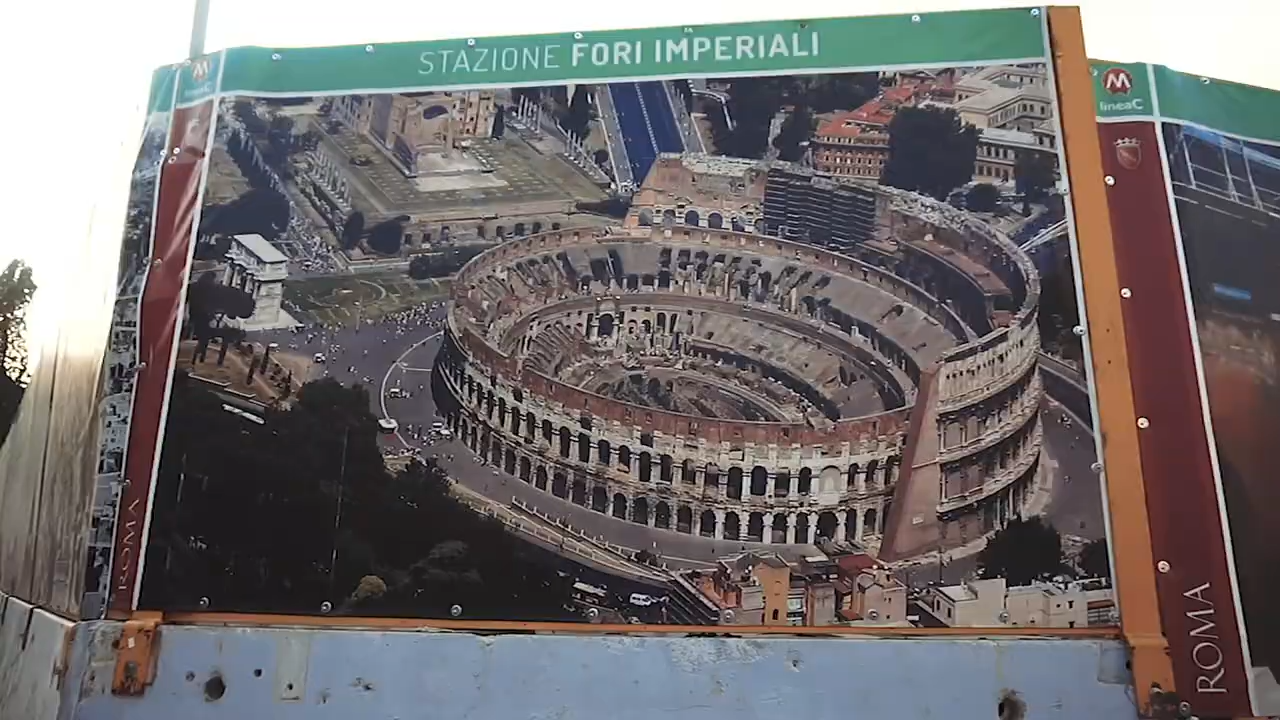 STAZIONE FORI IMPERIALI
M
lineaC
M
lineaC
ROMA
ROMA